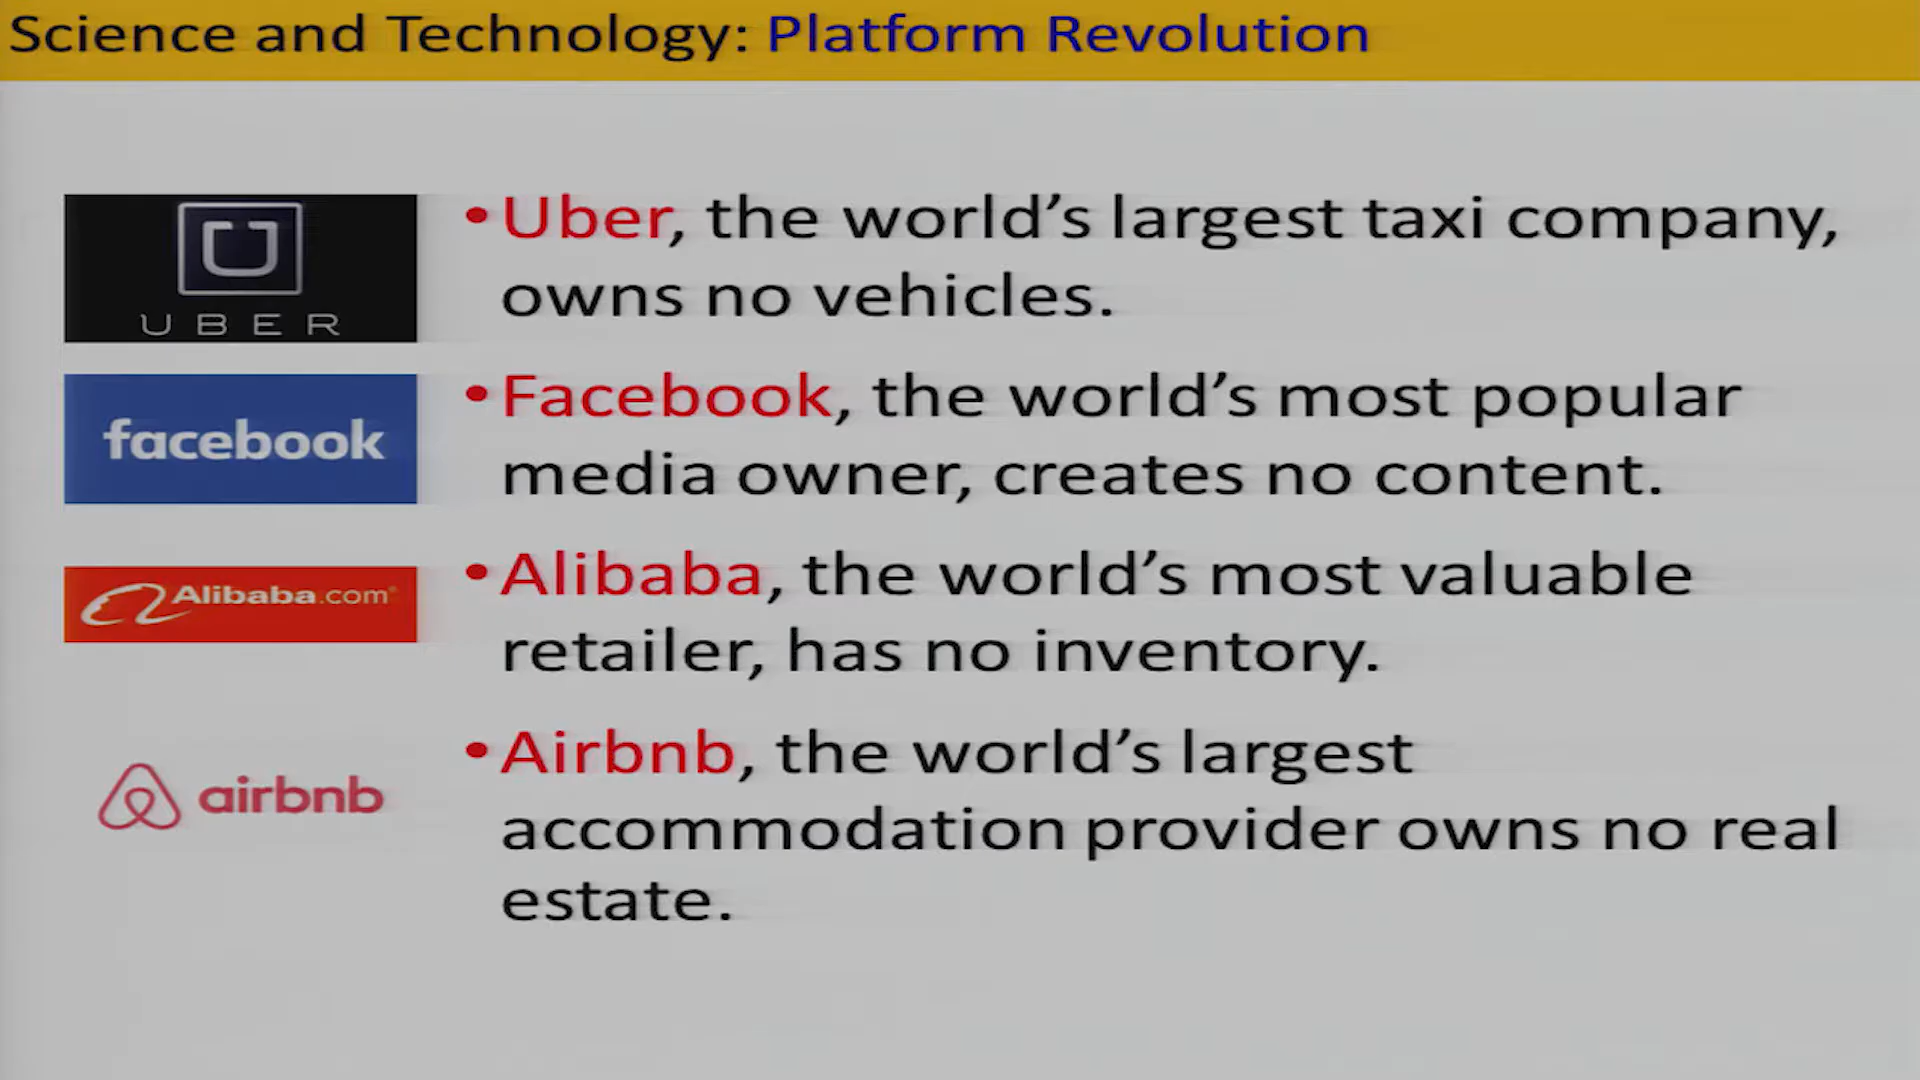 Science and Technology: Platform Revolution
U B E R
•Uber, the world's largest taxi company,
owns no vehicles.
facebook
•Facebook, the world's most popular
media owner, creates no content.
Alibaba.com®
•Alibaba, the world's most valuable
retailer, has no inventory.
airbnb
•Airbnb, the world's largest
accommodation provider owns no real
estate.